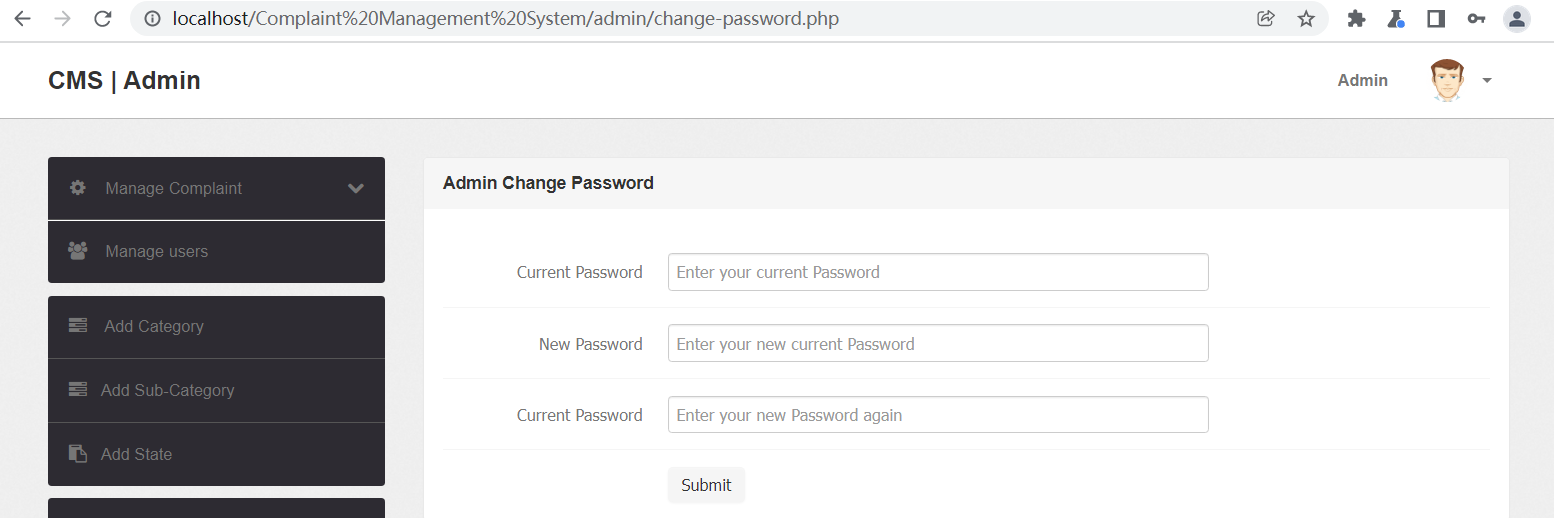 localhost/Complaint%20Management%20System/admin/change-password.php
CMS | Admin
Admin
Manage Complaint
Manage users
Add Category
Add Sub-Category
Add State
Admin Change Password
Current Password
Enter your current Password
New Password
Enter your new current Password
Current Password
Enter your new Password again
Submit